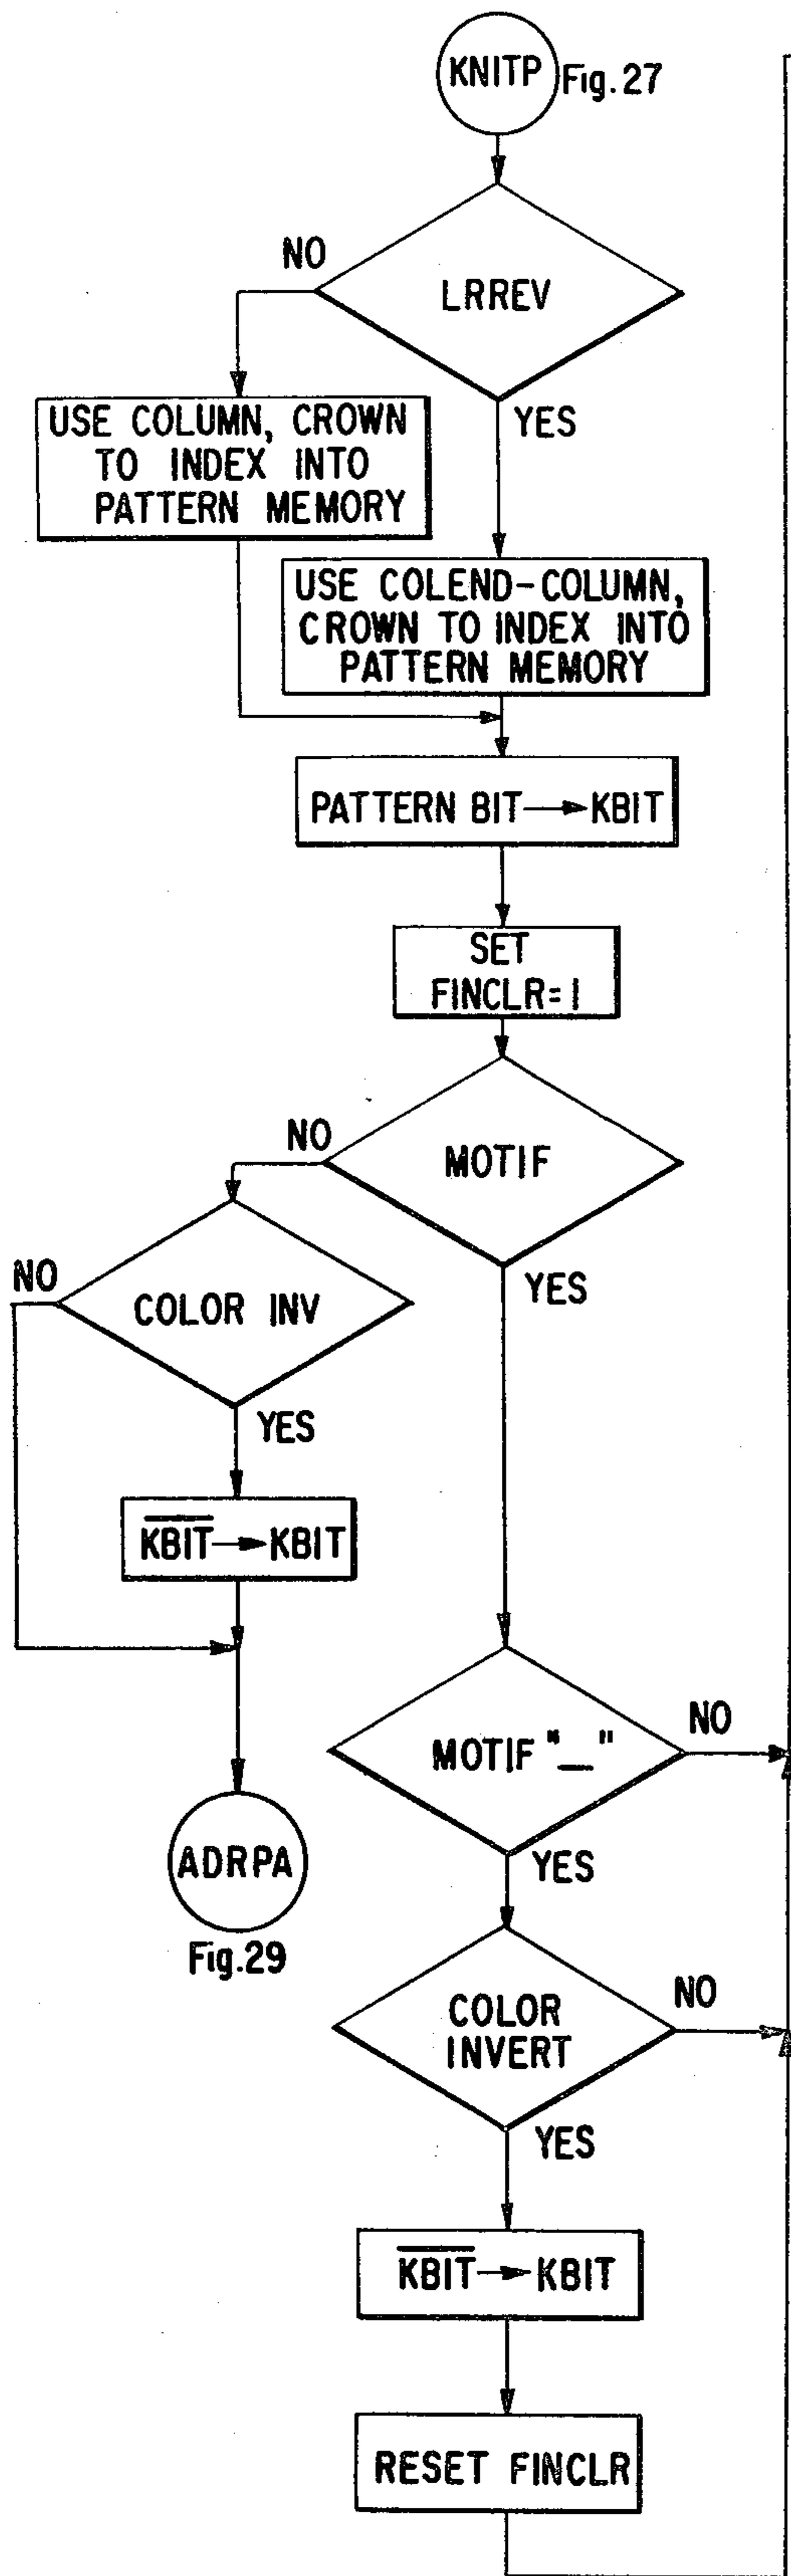 KNITP
Fig. 27
LRREV
NO
YES
USE COLUMN, CROWN
TO INDEX INTO
PATTERN MEMORY
USE COLEND-COLUMN,
CROWN TO INDEX INTO
PATTERN MEMORY
PATTERN BIT → KBIT
SET
FINCLR=1
MOTIF
NO
YES
COLOR INV
NO
YES
K̅B̅I̅T̅ → KBIT
MOTIF "_"
NO
YES
ADRPA
Fig.29
COLOR
INVERT
NO
YES
K̅B̅I̅T̅ → KBIT
RESET FINCLR